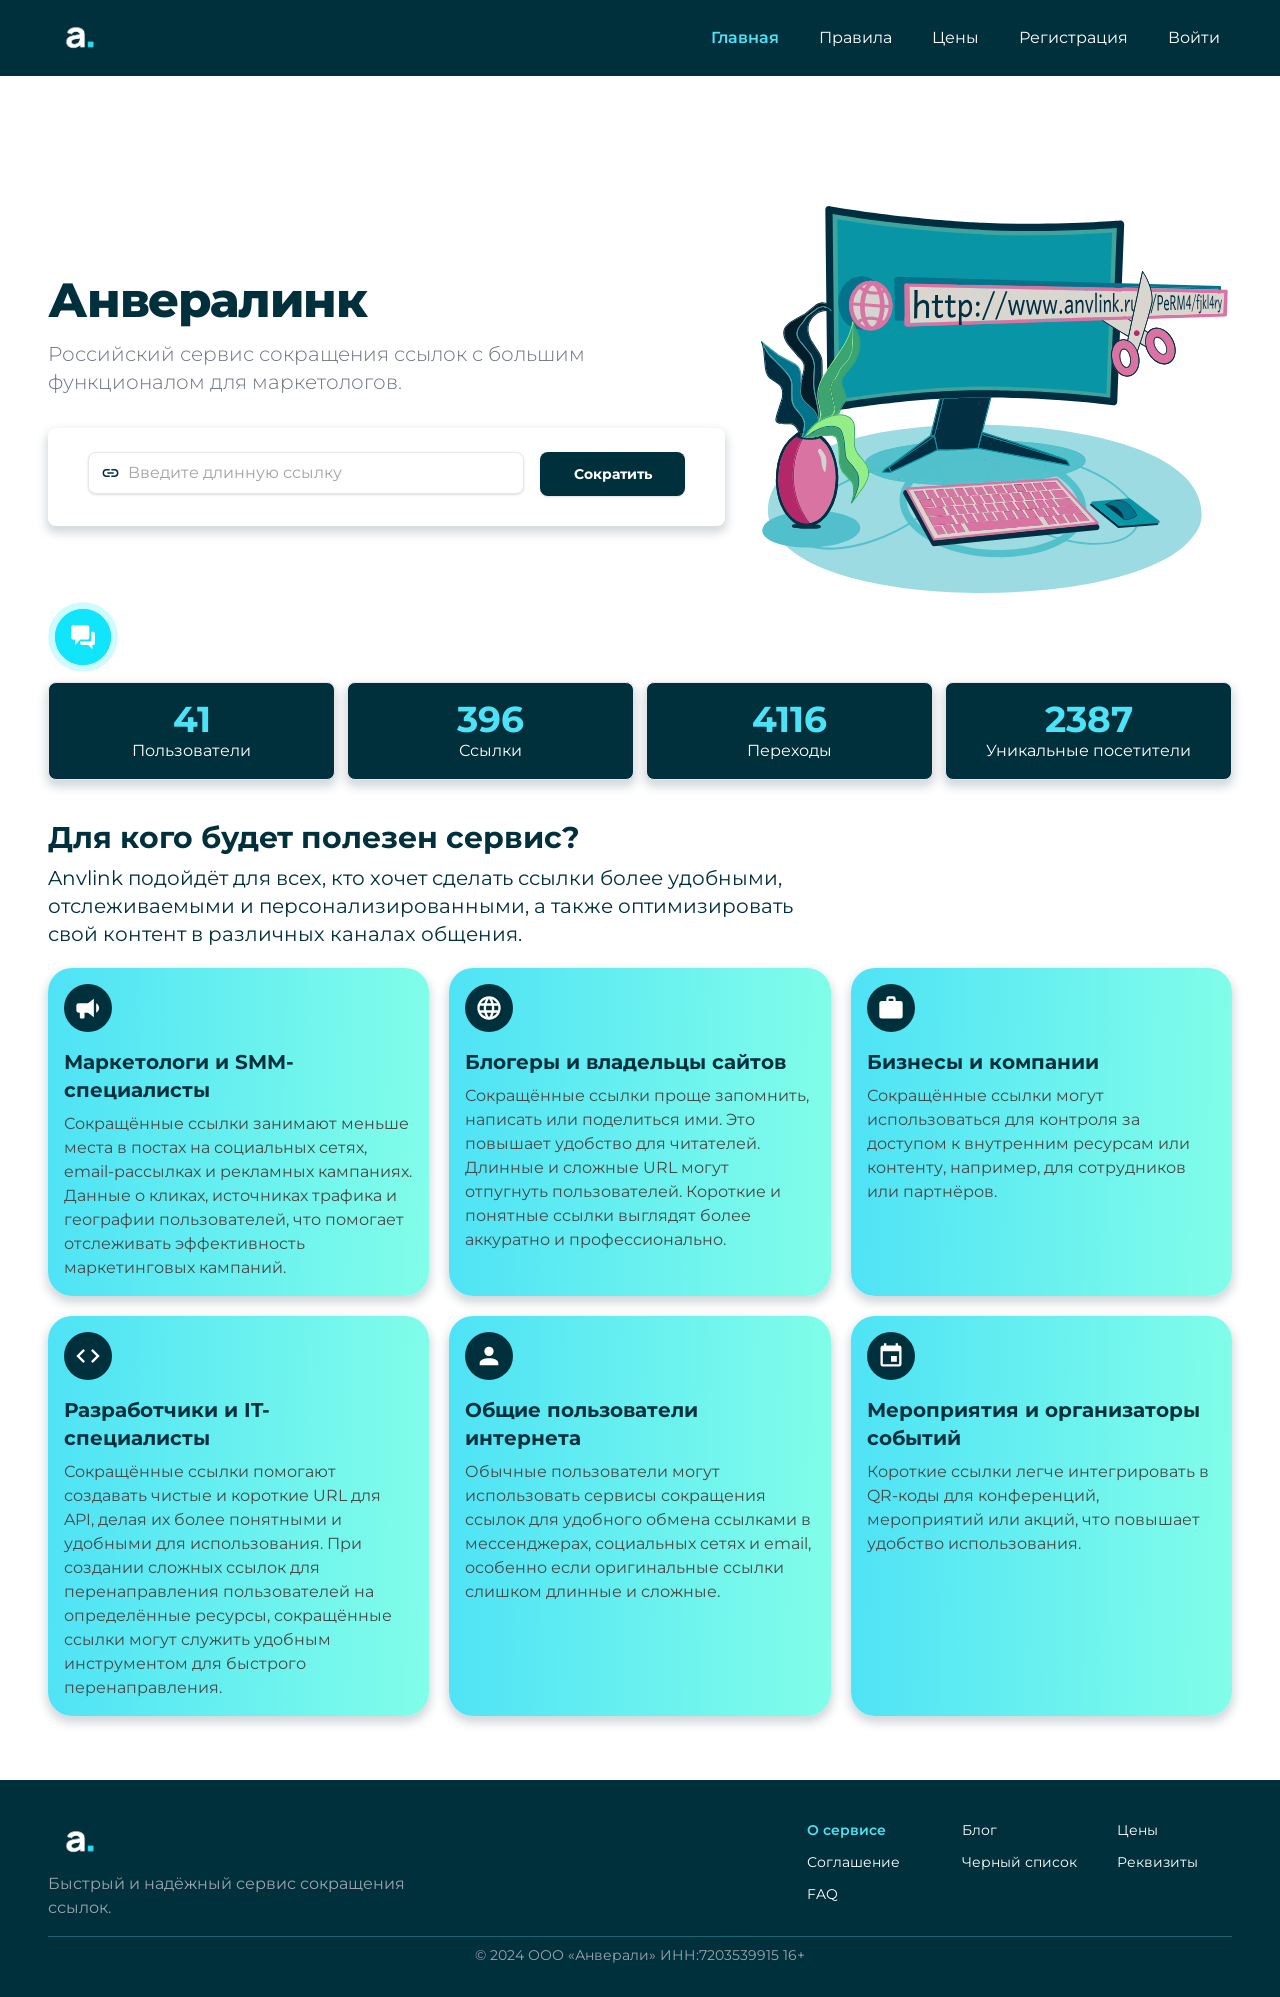 a.
Главная
Правила
Цены
Регистрация
Войти
http://www.anvlink.ru/PeRM4/fjkl4ry
Анвералинк
Российский сервис сокращения ссылок с большим
функционалом для маркетологов.
Введите длинную ссылку
Сократить
41
Пользователи
396
Ссылки
4116
Переходы
2387
Уникальные посетители
Для кого будет полезен сервис?
Anvlink подойдёт для всех, кто хочет сделать ссылки более удобными,
отслеживаемыми и персонализированными, а также оптимизировать
свой контент в различных каналах общения.
Маркетологи и SMM-
специалисты
Сокращённые ссылки занимают меньше
места в постах на социальных сетях,
email-рассылках и рекламных кампаниях.
Данные о кликах, источниках трафика и
географии пользователей, что помогает
отслеживать эффективность
маркетинговых кампаний.
Блогеры и владельцы сайтов
Сокращённые ссылки проще запомнить,
написать или поделиться ими. Это
повышает удобство для читателей.
Длинные и сложные URL могут
отпугнуть пользователей. Короткие и
понятные ссылки выглядят более
аккуратно и профессионально.
Бизнесы и компании
Сокращённые ссылки могут
использоваться для контроля за
доступом к внутренним ресурсам или
контенту, например, для сотрудников
или партнёров.
Разработчики и IT-
специалисты
Сокращённые ссылки помогают
создавать чистые и короткие URL для
API, делая их более понятными и
удобными для использования. При
создании сложных ссылок для
перенаправления пользователей на
определённые ресурсы, сокращённые
ссылки могут служить удобным
инструментом для быстрого
перенаправления.
Общие пользователи
интернета
Обычные пользователи могут
использовать сервисы сокращения
ссылок для удобного обмена ссылками в
мессенджерах, социальных сетях и email,
особенно если оригинальные ссылки
слишком длинные и сложные.
Мероприятия и организаторы
событий
Короткие ссылки легче интегрировать в
QR-коды для конференций,
мероприятий или акций, что повышает
удобство использования.
a.
Быстрый и надёжный сервис сокращения
ссылок.
О сервисе
Блог
Цены
Соглашение
Черный список
Реквизиты
FAQ
© 2024 ООО «Анверали» ИНН:7203539915 16+